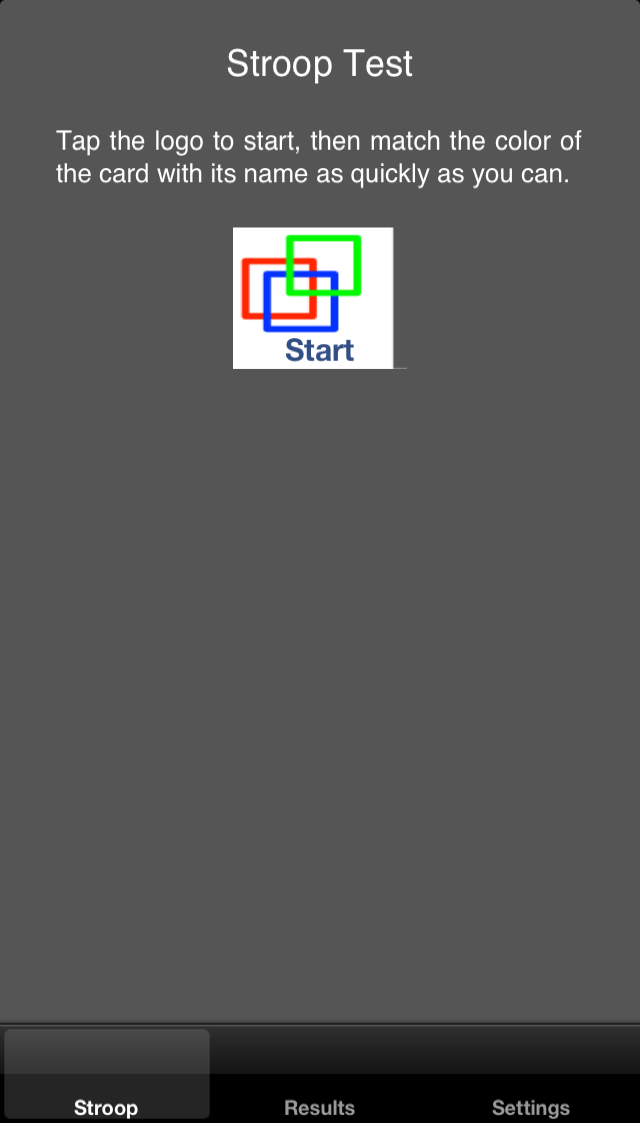 Stroop Test
Tap the logo to start, then match the color of
the card with its name as quickly as you can.
Start
Stroop
Results
Settings